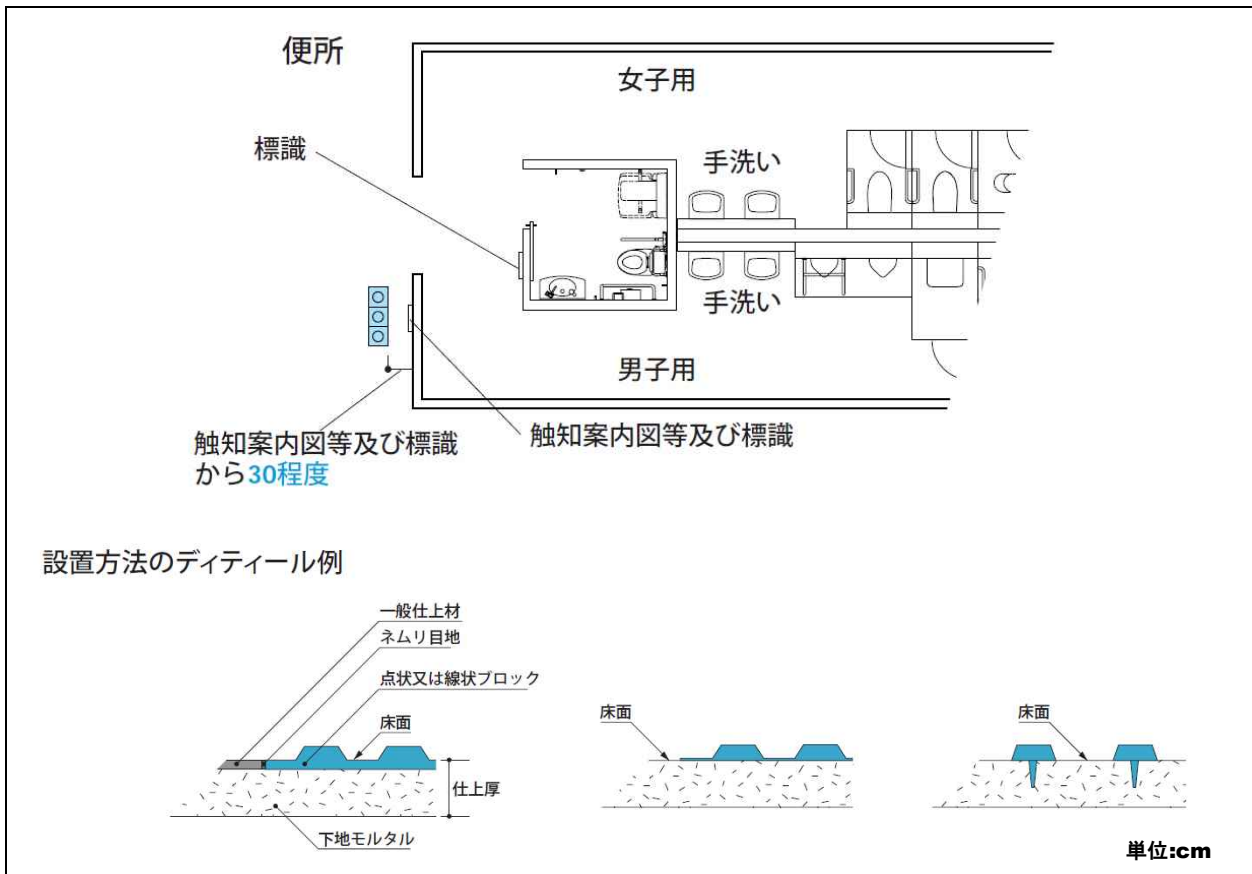 便所
女子用
標識
手洗い
手洗い
男子用
触知案内図等及び標識
から30程度
触知案内図等及び標識
設置方法のディティール例
一般仕上材
ネムリ目地
点状又は線状ブロック
床面
仕上厚
下地モルタル
床面
床面
単位:cm